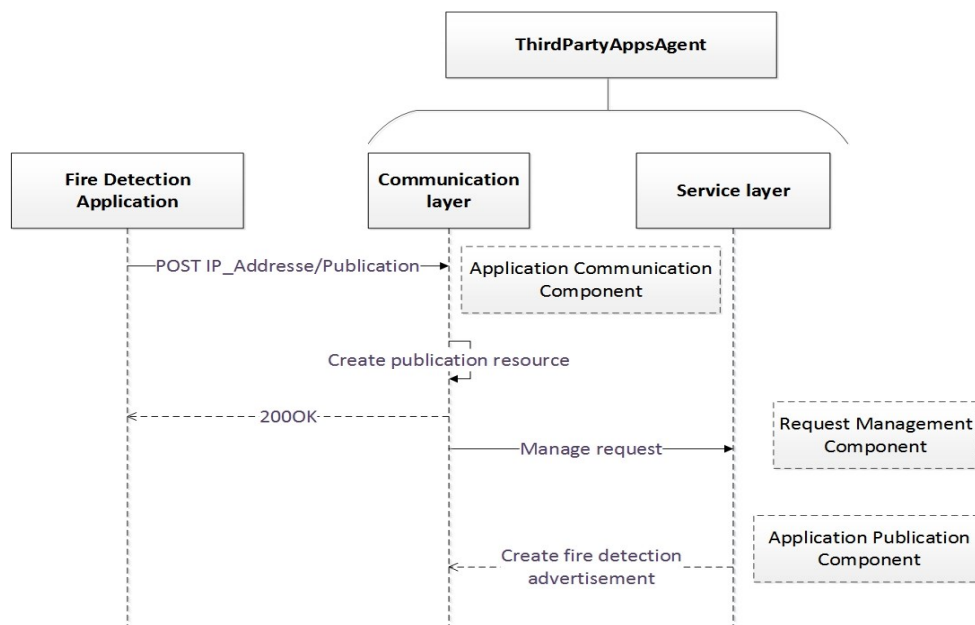 ThirdPartyAppsAgent
Fire Detection
Application
Communication
layer
Service layer
POST IP_Addresse/Publication
Application Communication
Component
Create publication resource
200OK
Manage request
Request Management
Component
Create fire detection
advertisement
Application Publication
Component